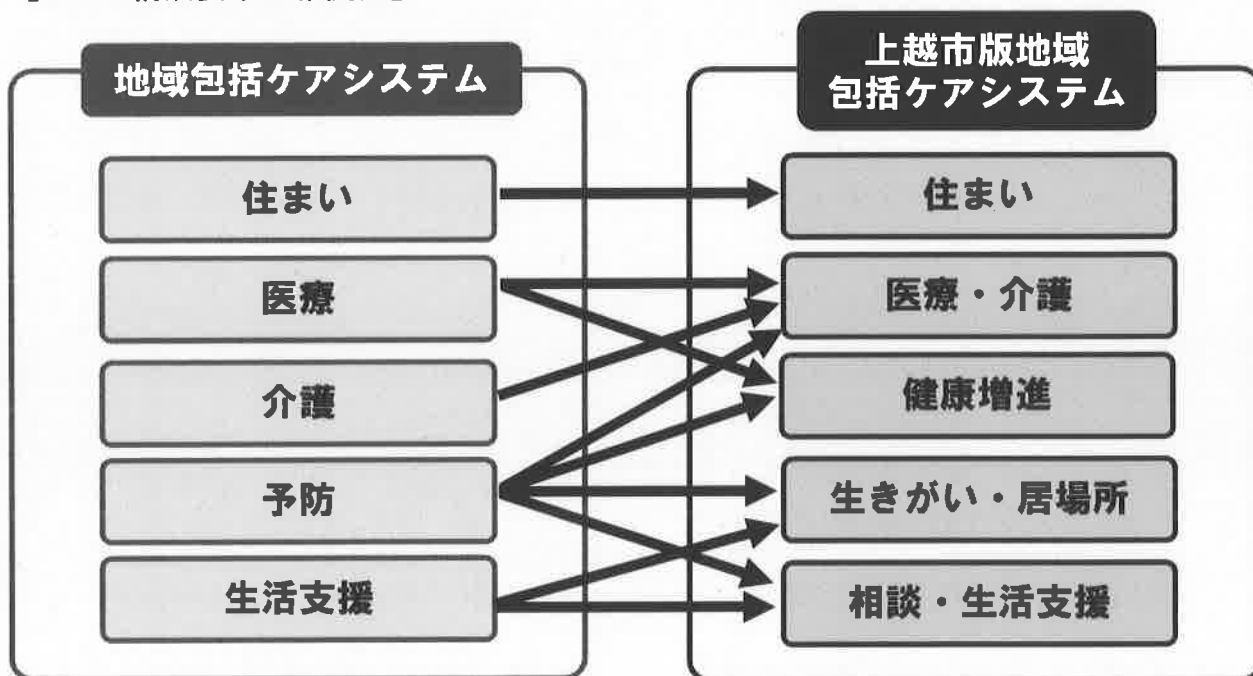 地域包括ケアシステム
住まい
医療
介護
予防
生活支援
上越市版地域
包括ケアシステム
住まい
医療・介護
健康増進
生きがい・居場所
相談・生活支援